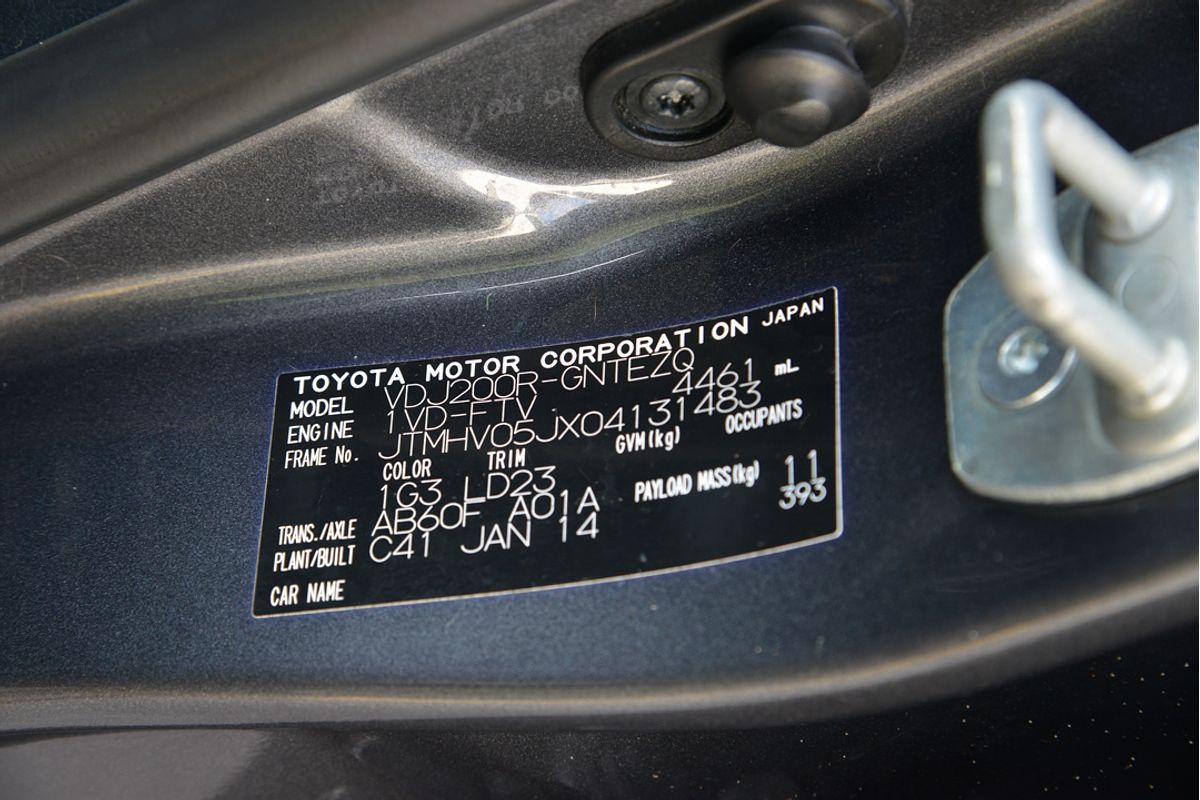 TOYOTA MOTOR CORPORATION JAPAN
MODEL VDJ200R-GNTEZQ
ENGINE 1VD-FTV 4461 mL
FRAME No. JTMHV05JX04131483
COLOR TRIM GVM(kg) OCCUPANTS
1G3 LD23 11
TRANS./AXLE AB60F A01A PAYLOAD MASS(kg) 393
PLANT/BUILT C41 JAN 14
CAR NAME